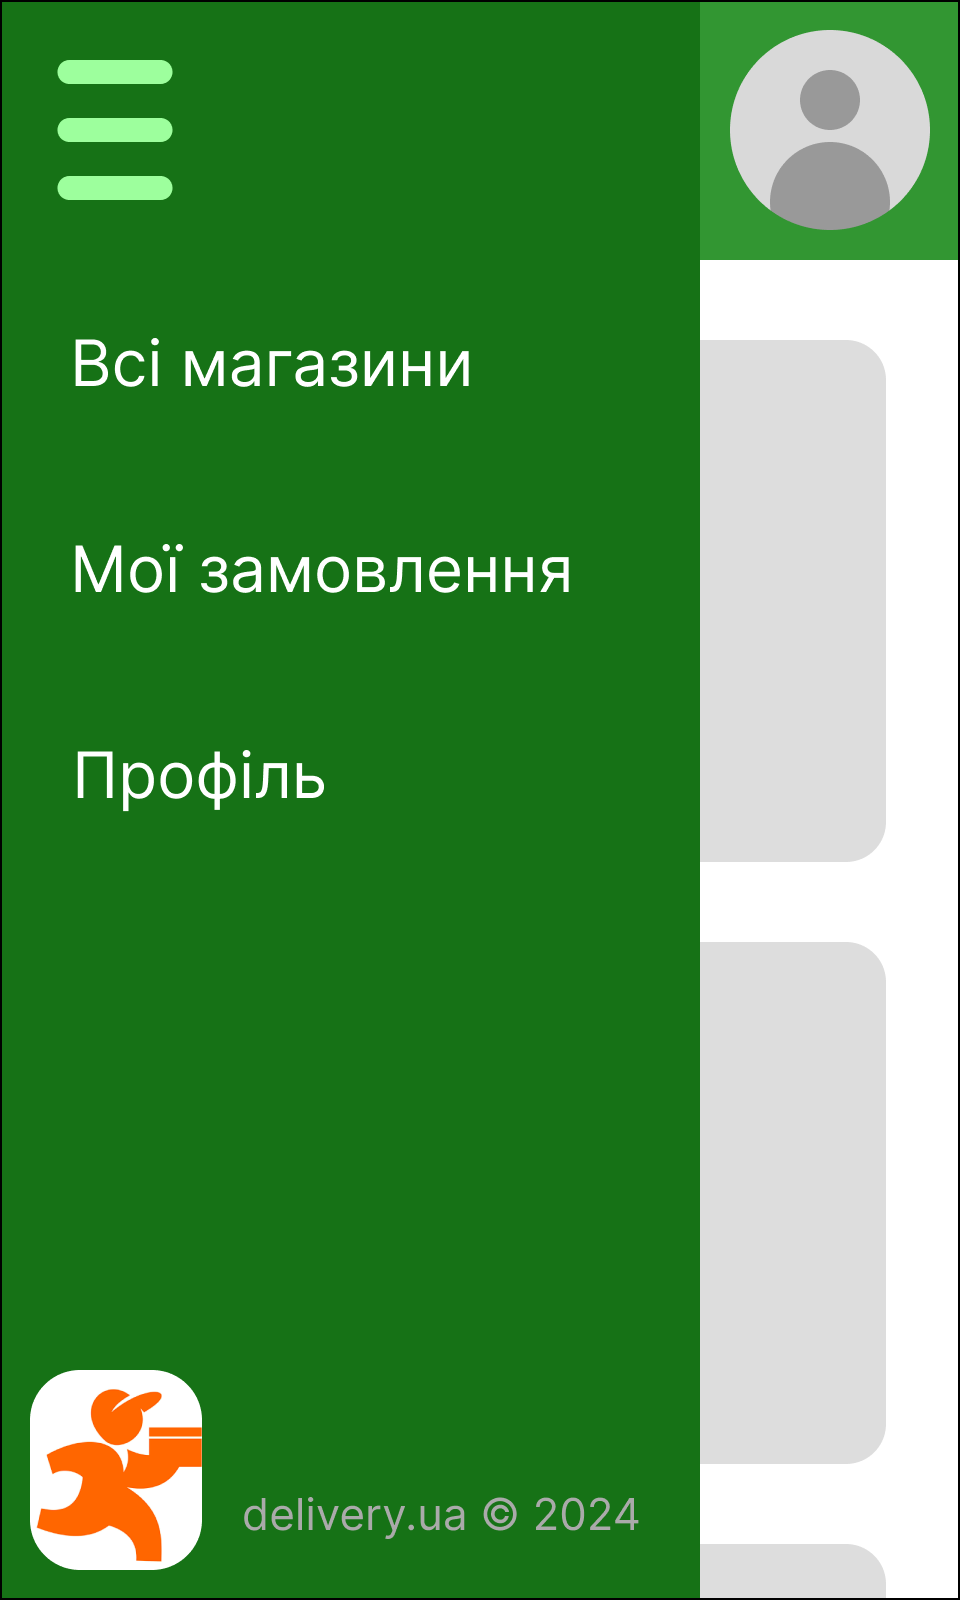 Всі магазини
Мої замовлення
Профіль
delivery.ua © 2024